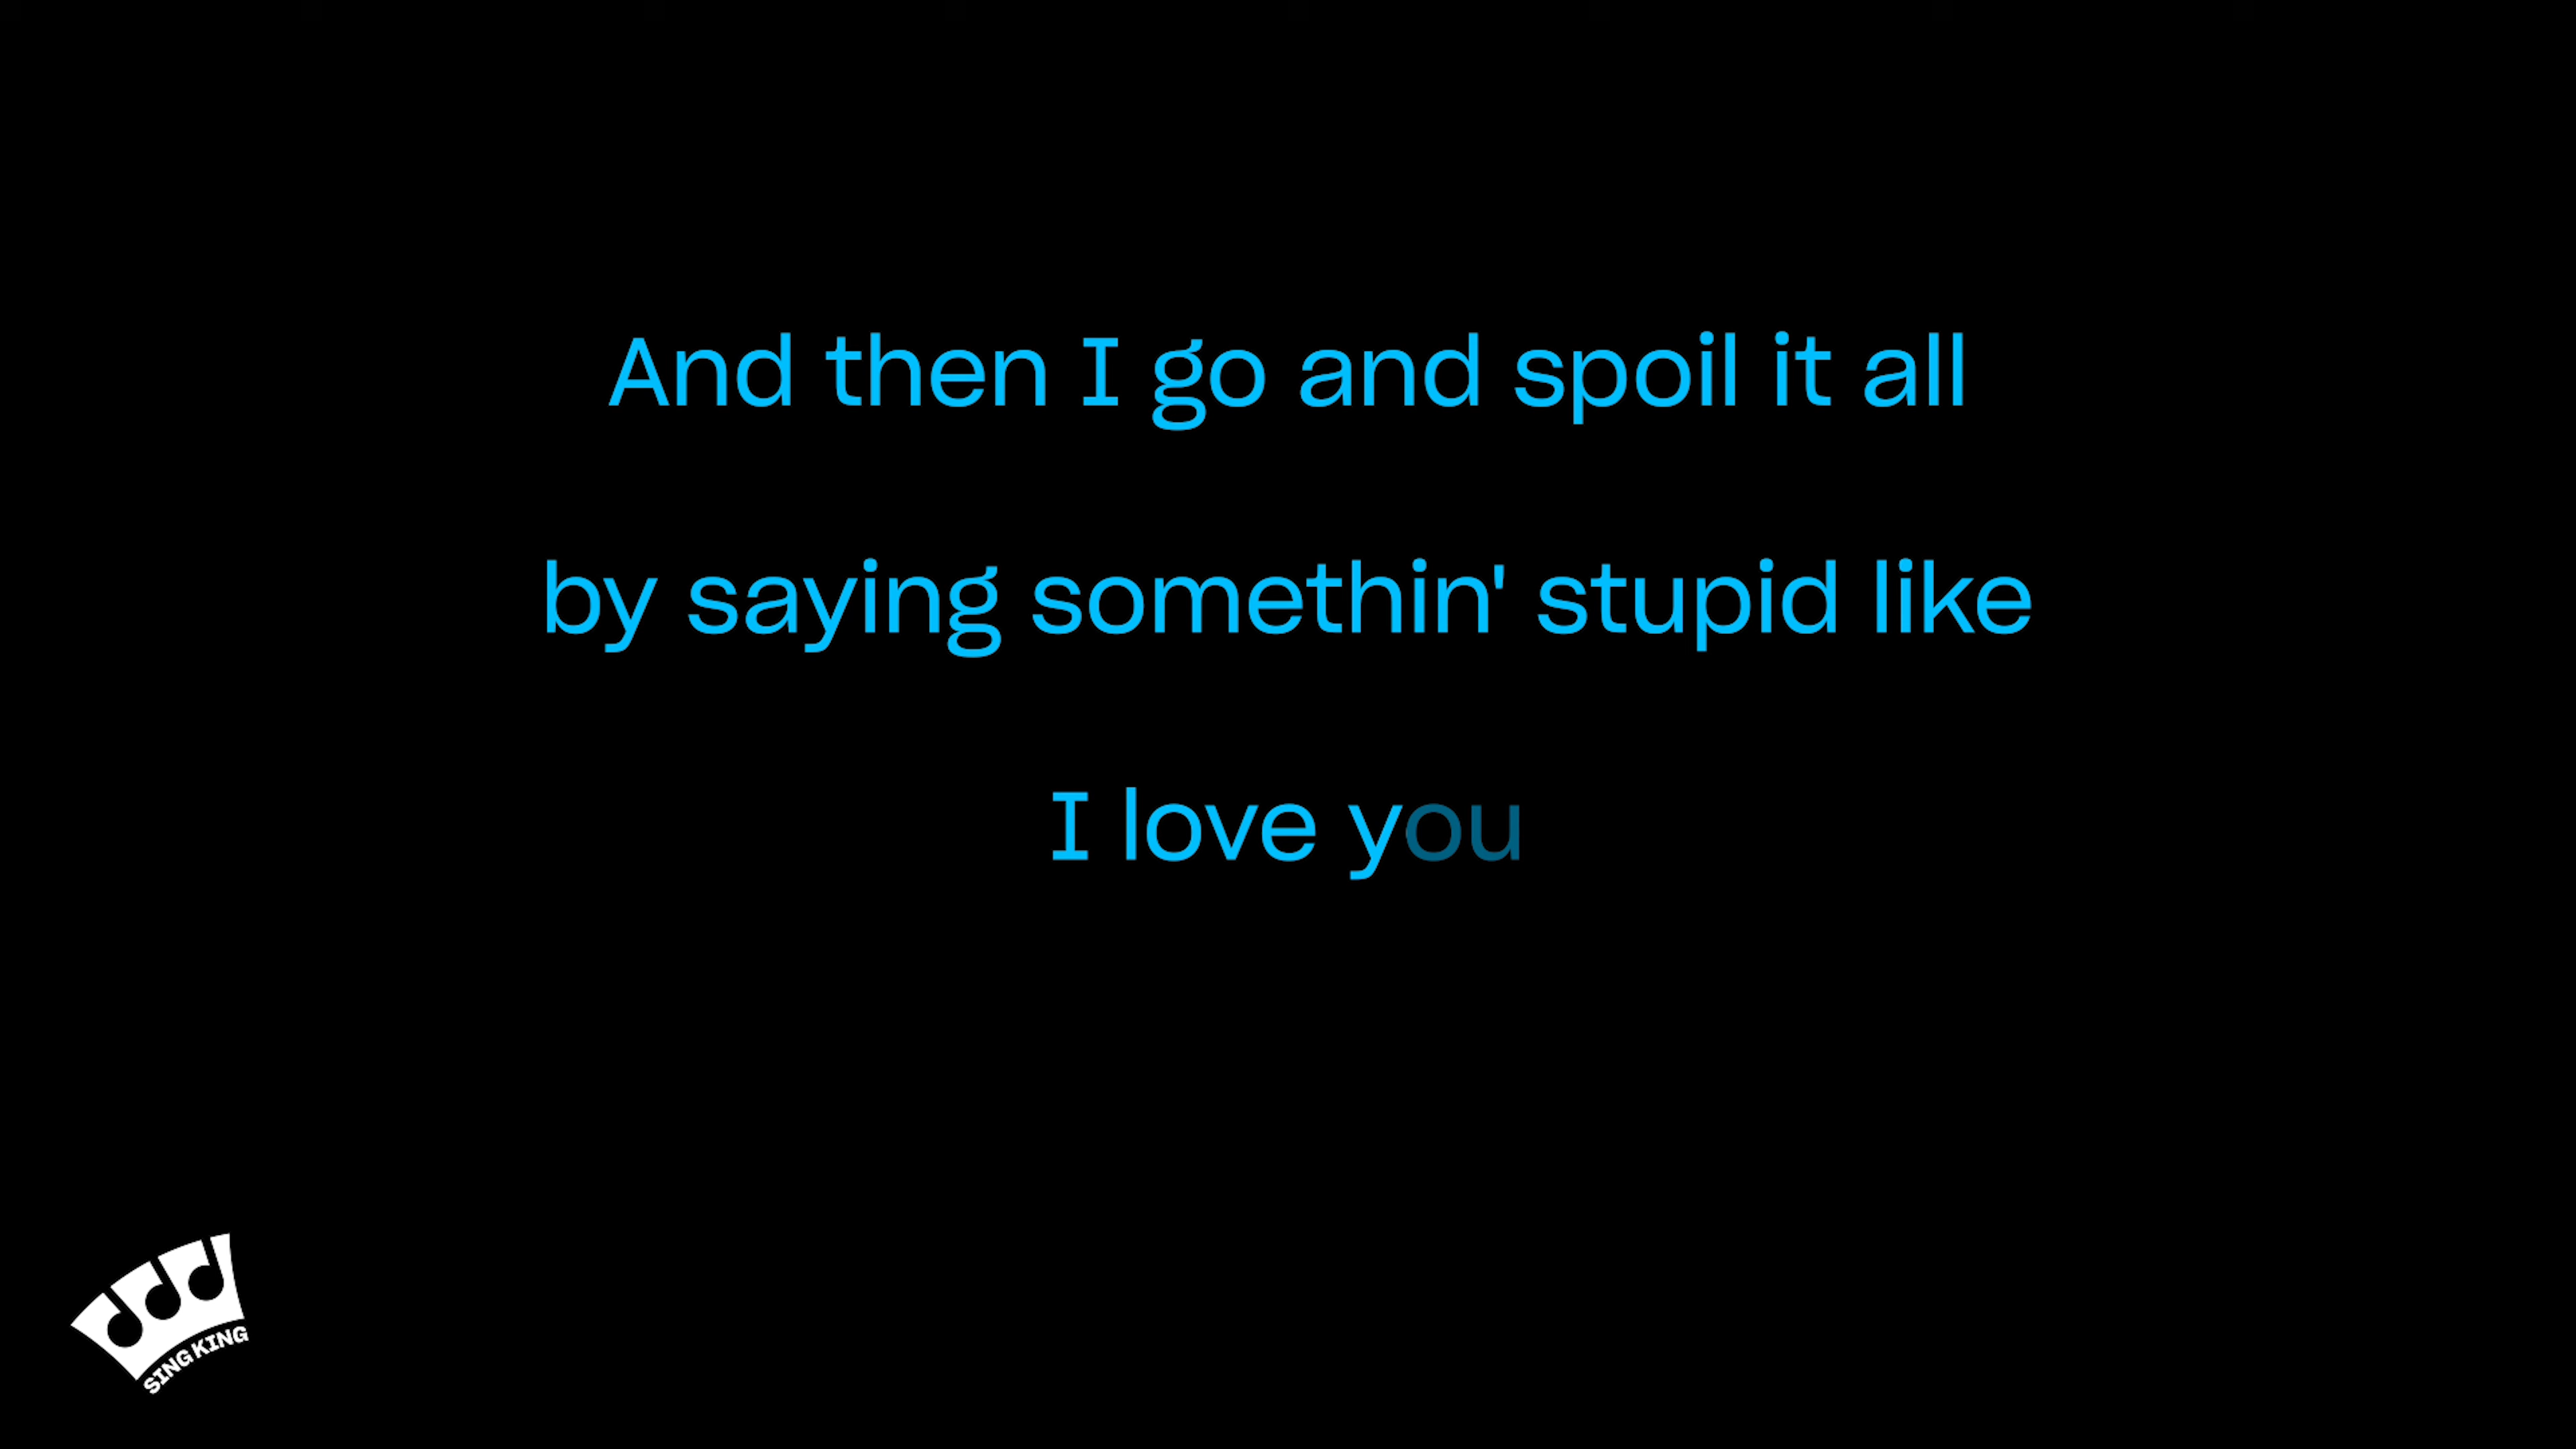 And then I go and spoil it all
by saying somethin' stupid like
I love you
SING KING